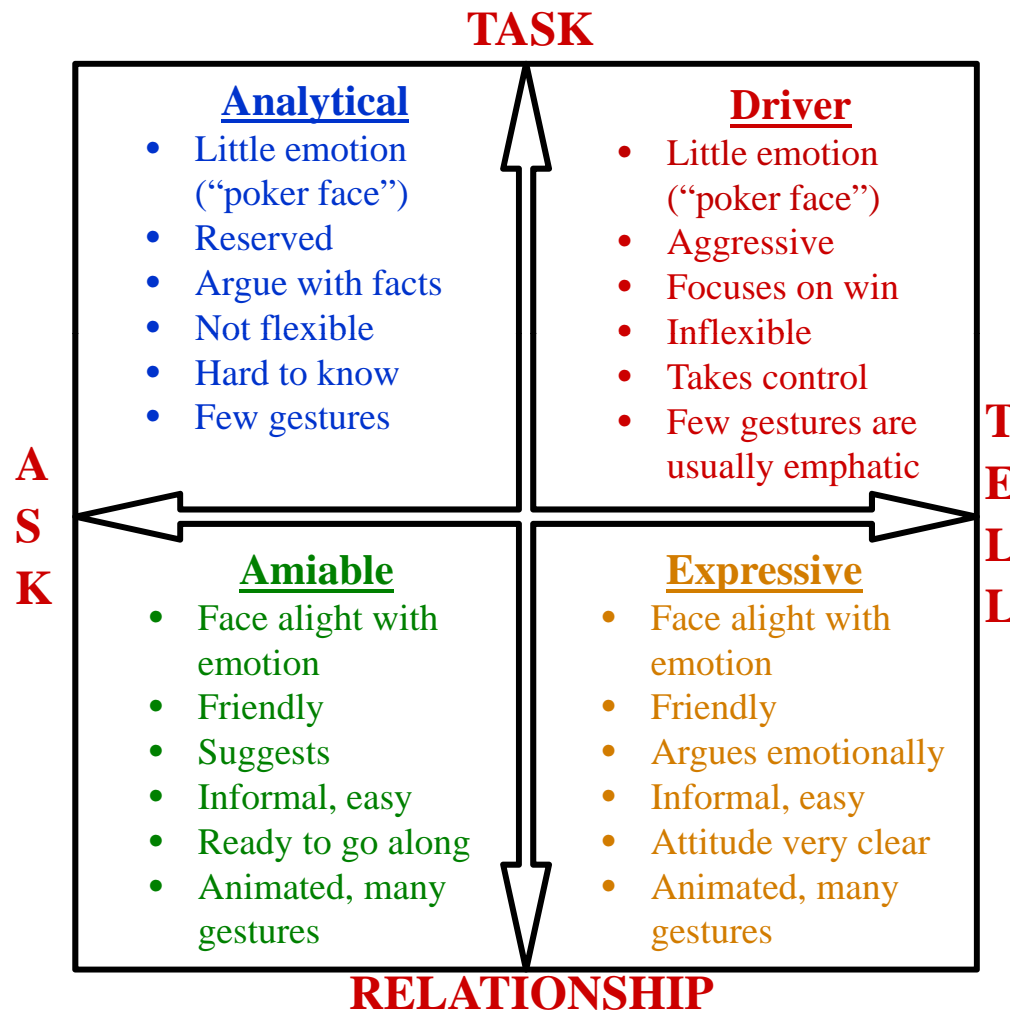 TASK
Analytical
• Little emotion
(“poker face”)
• Reserved
• Argue with facts
• Not flexible
• Hard to know
• Few gestures
Driver
• Little emotion
(“poker face”)
• Aggressive
• Focuses on win
• Inflexible
• Takes control
• Few gestures are
usually emphatic
A
S
K
T
E
L
L
Amiable
• Face alight with
emotion
• Friendly
• Suggests
• Informal, easy
• Ready to go along
• Animated, many
gestures
Expressive
• Face alight with
emotion
• Friendly
• Argues emotionally
• Informal, easy
• Attitude very clear
• Animated, many
gestures
RELATIONSHIP